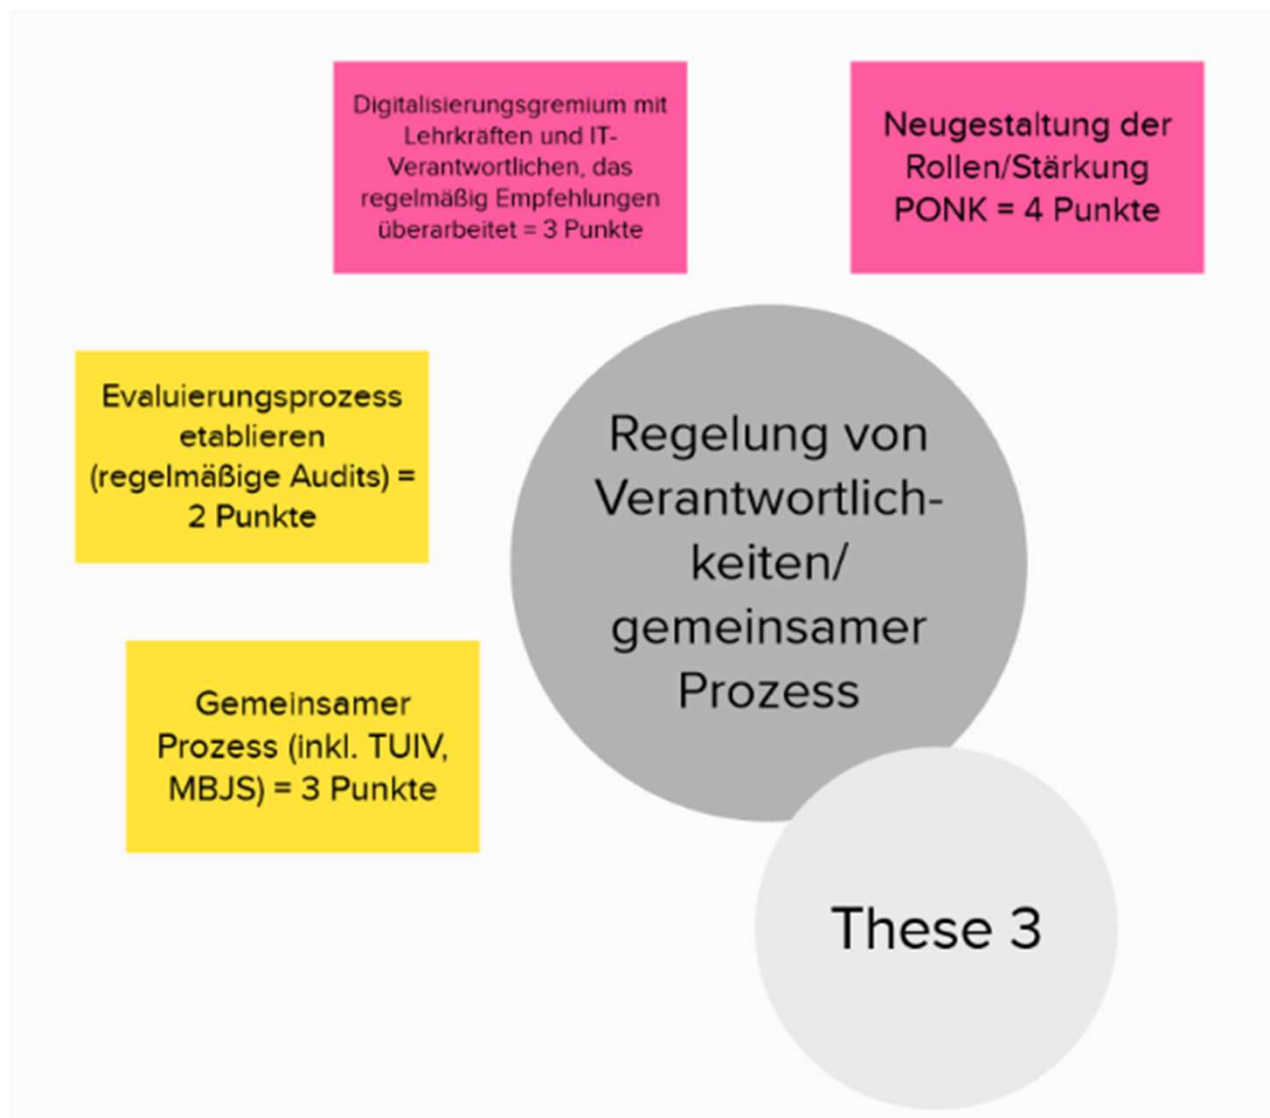 Digitalisierungsgremium mit
Lehrkräften und IT-
Verantwortlichen, das
regelmäßig Empfehlungen
überarbeitet = 3 Punkte
Neugestaltung der
Rollen/Stärkung
PONK = 4 Punkte
Evaluierungsprozess
etablieren
(regelmäßige Audits) =
2 Punkte
Regelung von
Verantwortlich-
keiten/
gemeinsamer
Prozess
Gemeinsamer
Prozess (inkl. TUIV,
MBJS) = 3 Punkte
These 3